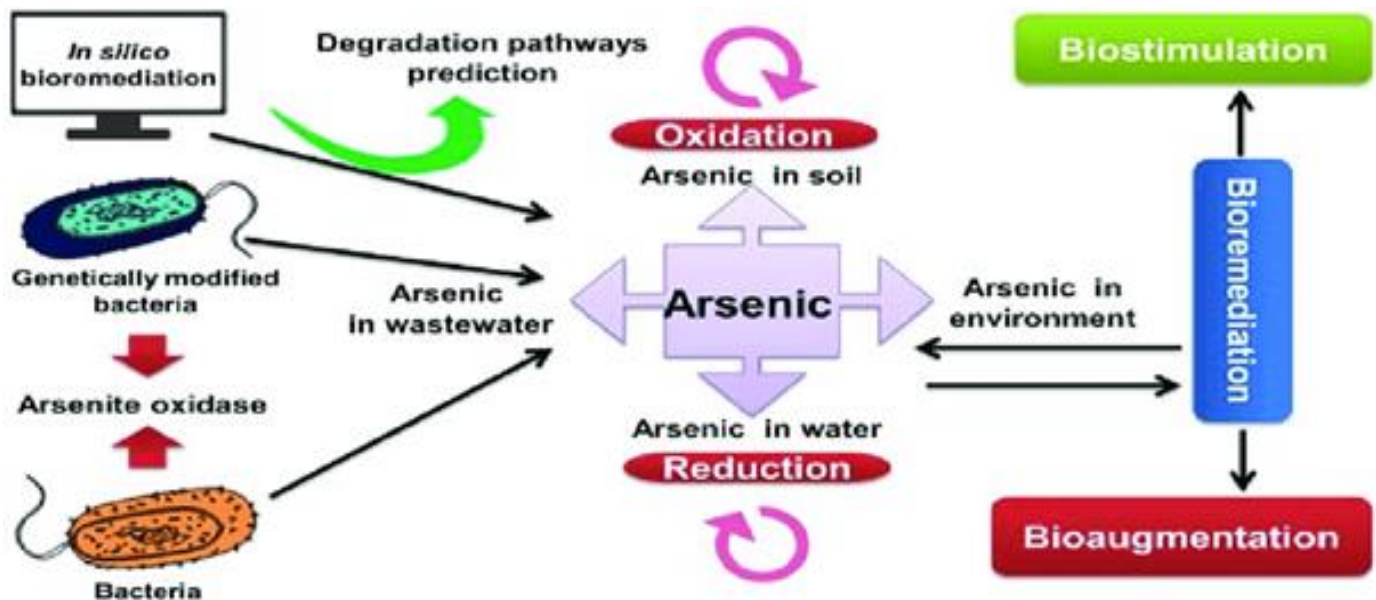 In silico
bioremediation
Degradation pathways
prediction
Genetically modified
bacteria
Arsenite oxidase
Bacteria
Arsenic
in wastewater
Oxidation
Arsenic in soil
Arsenic
Arsenic in water
Reduction
Arsenic in
environment
Biostimulation
Bioremediation
Bioaugmentation